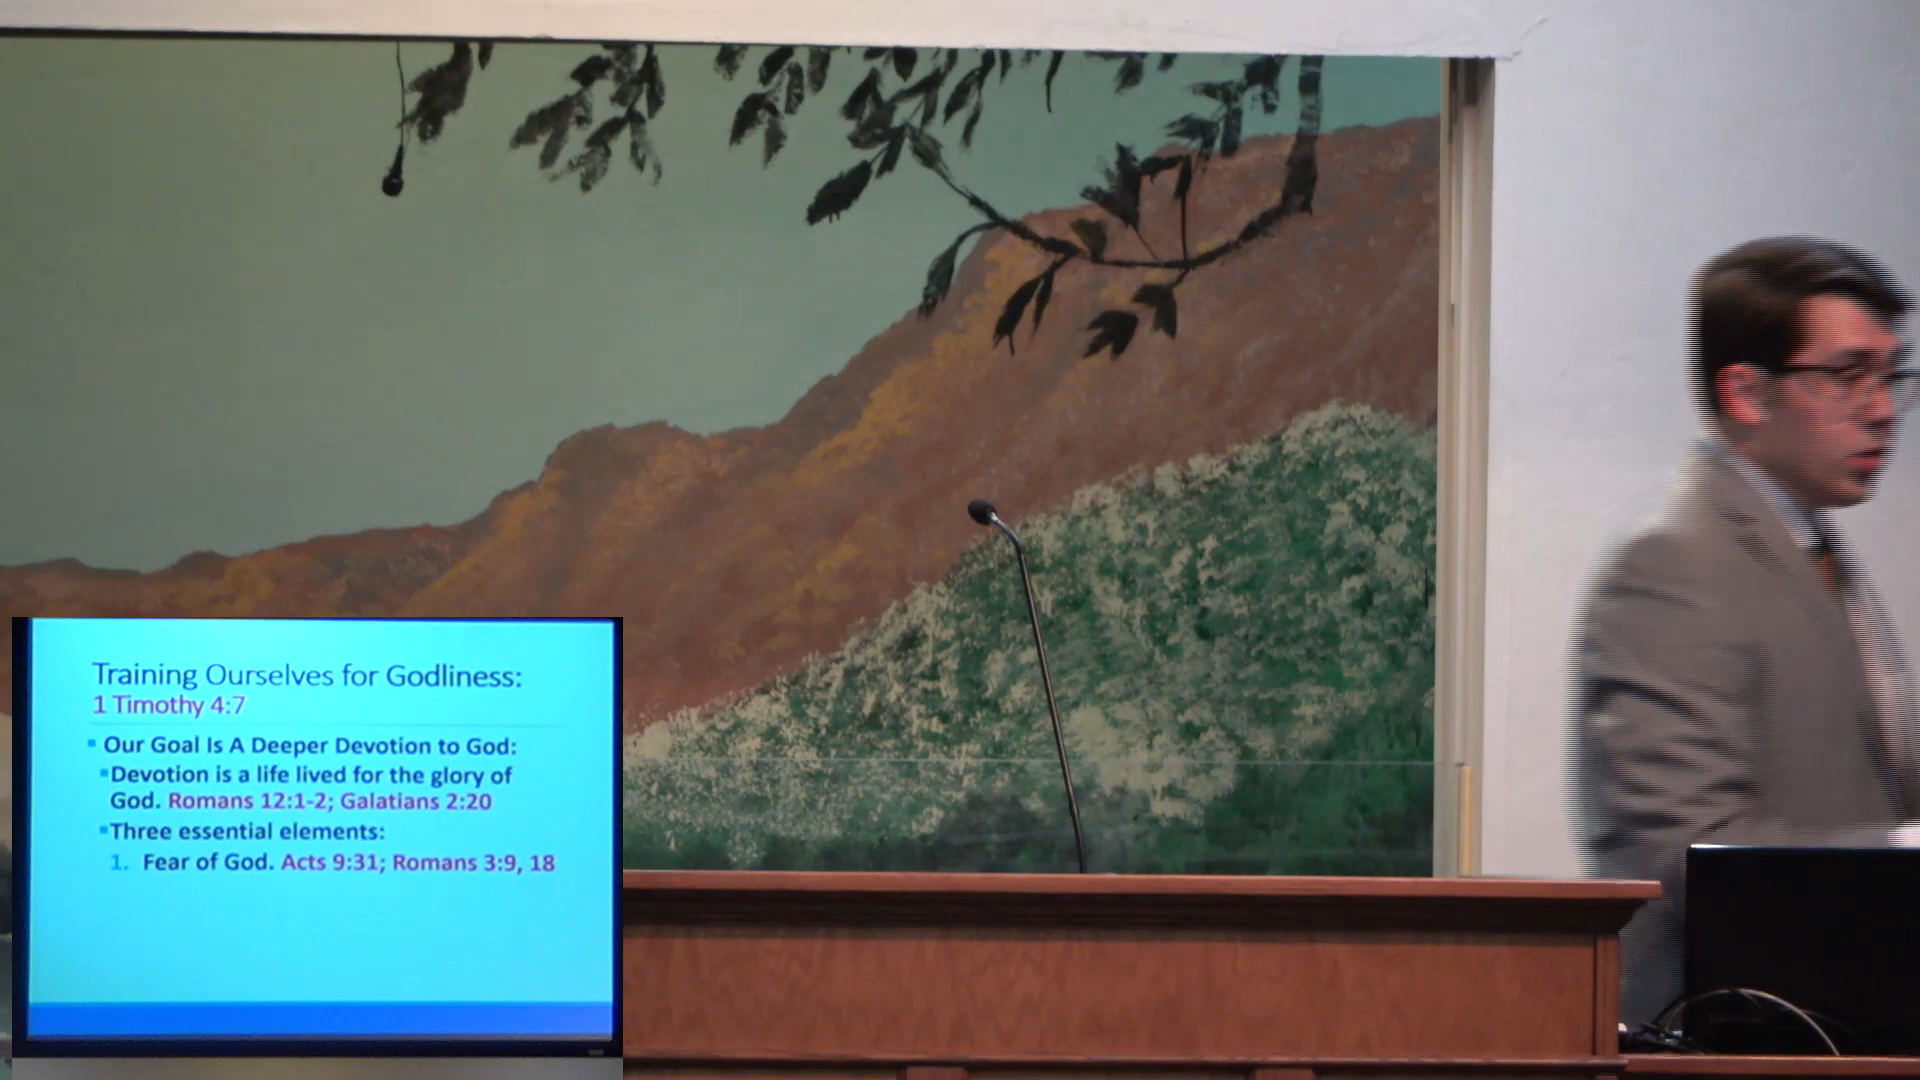 Training Ourselves for Godliness:
1 Timothy 4:7
Our Goal Is A Deeper Devotion to God:
Devotion is a life lived for the glory of
God. Romans 12:1-2; Galatians 2:20
Three essential elements:
1. Fear of God. Acts 9:31; Romans 3:9, 18